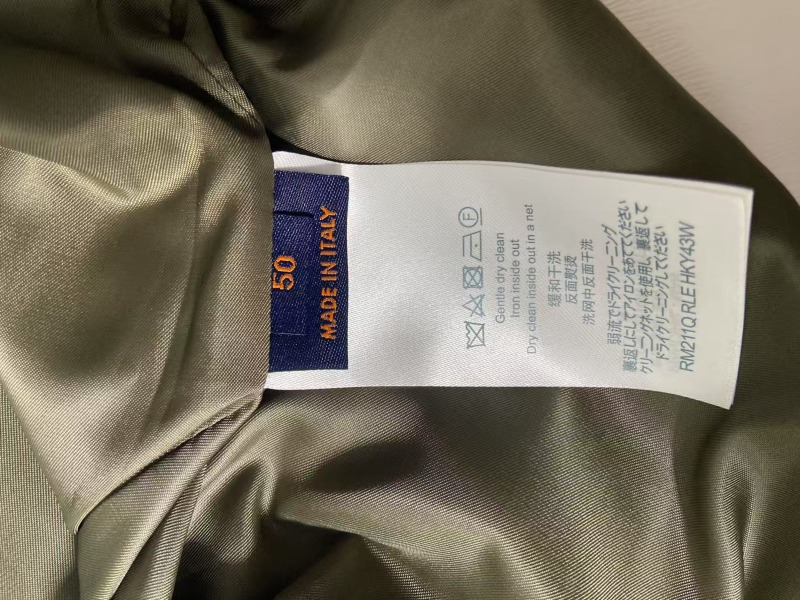 50
MADE IN ITALY
Gentle dry clean
Iron inside out
Dry clean inside out in a net
缓和干洗
反面熨烫
洗网中反面干洗
弱流でドライクリーニング
裏返しにしてアイロンをあててください
クリーニングネットを使用し、裏返して
ドライクリーニングしてください
RM211Q RLE HKY43W